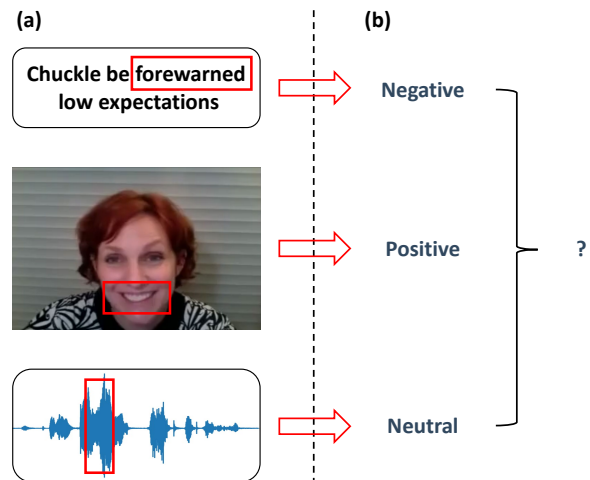 (a)
(b)
Chuckle be forewarned
low expectations
Negative
Positive
?
Neutral